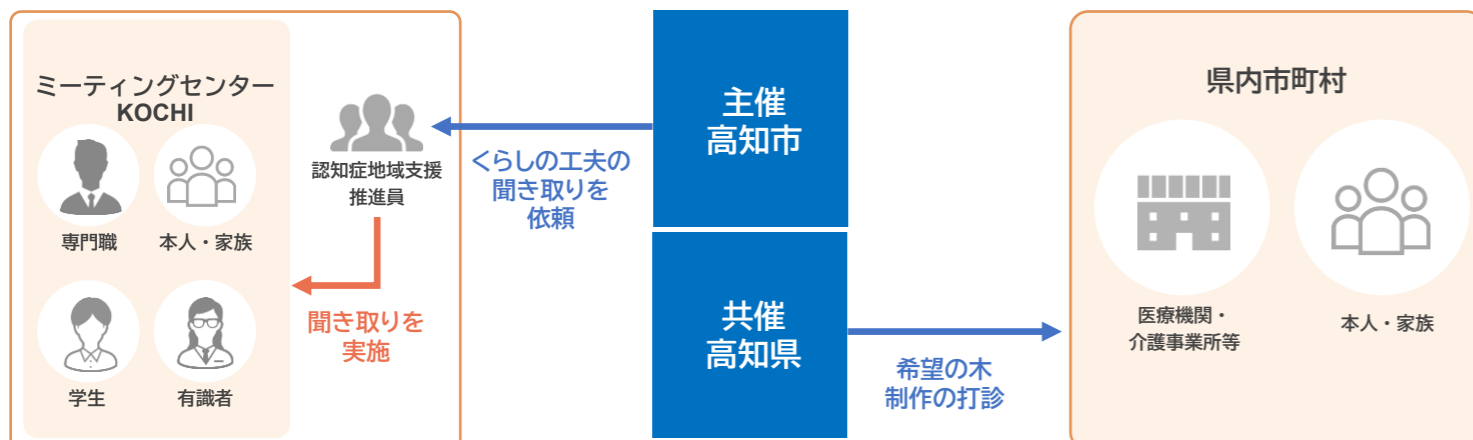 ミーティングセンター
KOCHI
専門職
本人・家族
学生
有識者
認知症地域支援
推進員
聞き取りを
実施
くらしの工夫の
聞き取りを
依頼
主催
高知市
共催
高知県
希望の木
制作の打診
県内市町村
医療機関・
介護事業所等
本人・家族